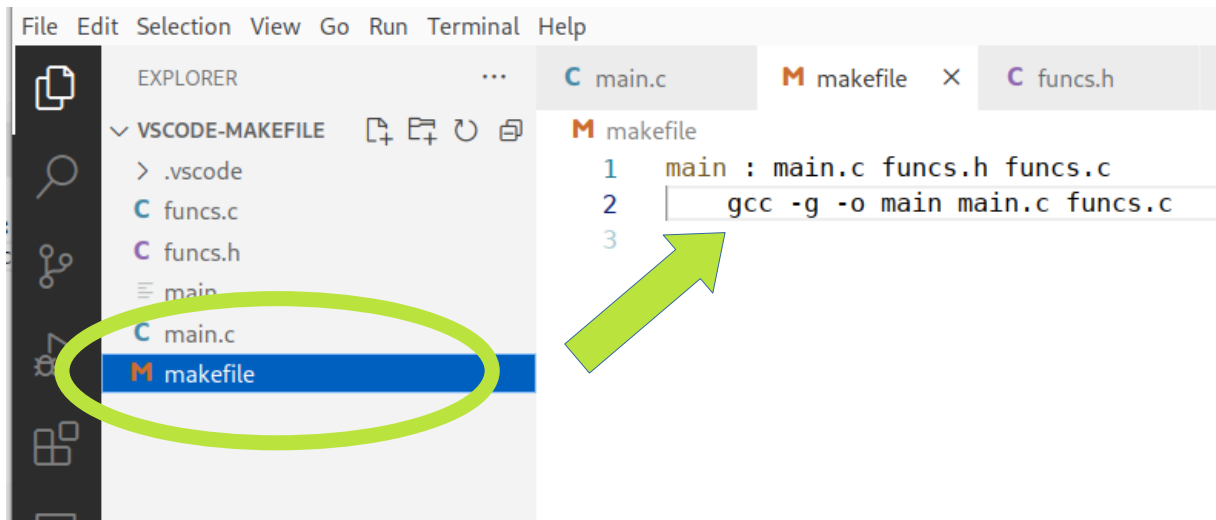 File Edit Selection View Go Run Terminal Help
EXPLORER ...
VSCODE-MAKEFILE
> .vscode
C funcs.c
C funcs.h
main
C main.c
M makefile
C main.c M makefile × C funcs.h
M makefile
1 main : main.c funcs.h funcs.c
2 gcc -g -o main main.c funcs.c
3